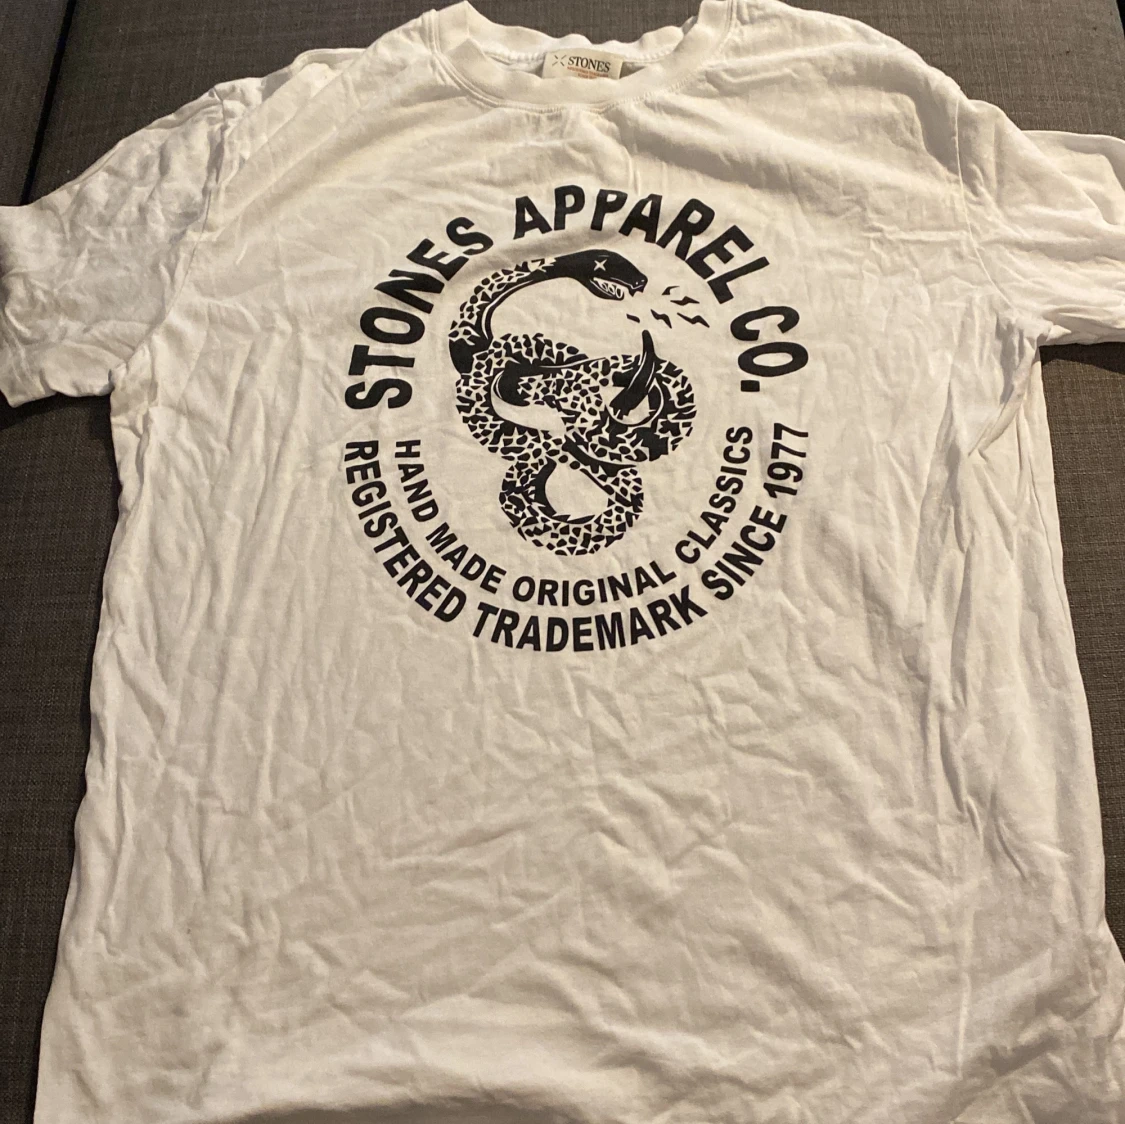 STONES
STONES APPAREL CO.
HAND MADE ORIGINAL CLASSICS
REGISTERED TRADEMARK SINCE 1977